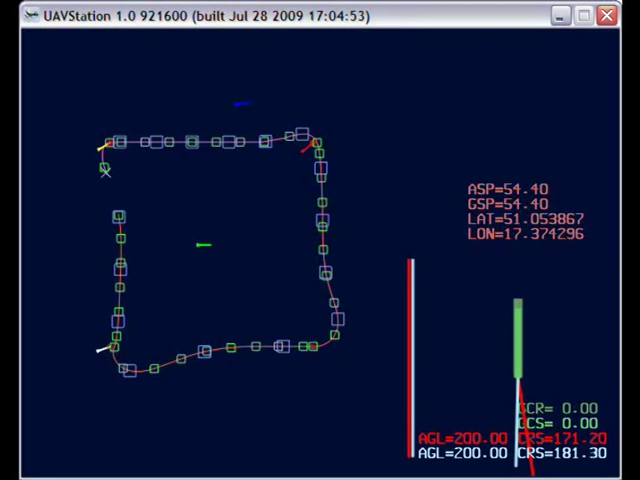 UAVStation 1.0 921600 (built Jul 28 2009 17:04:53)
ASP=54.40
GSP=54.40
LAT=51.053867
LON=17.374296
GCR= 0.00
GCS= 0.00
AGL=200.00 CRS=171.20
AGL=200.00 CRS=181.30